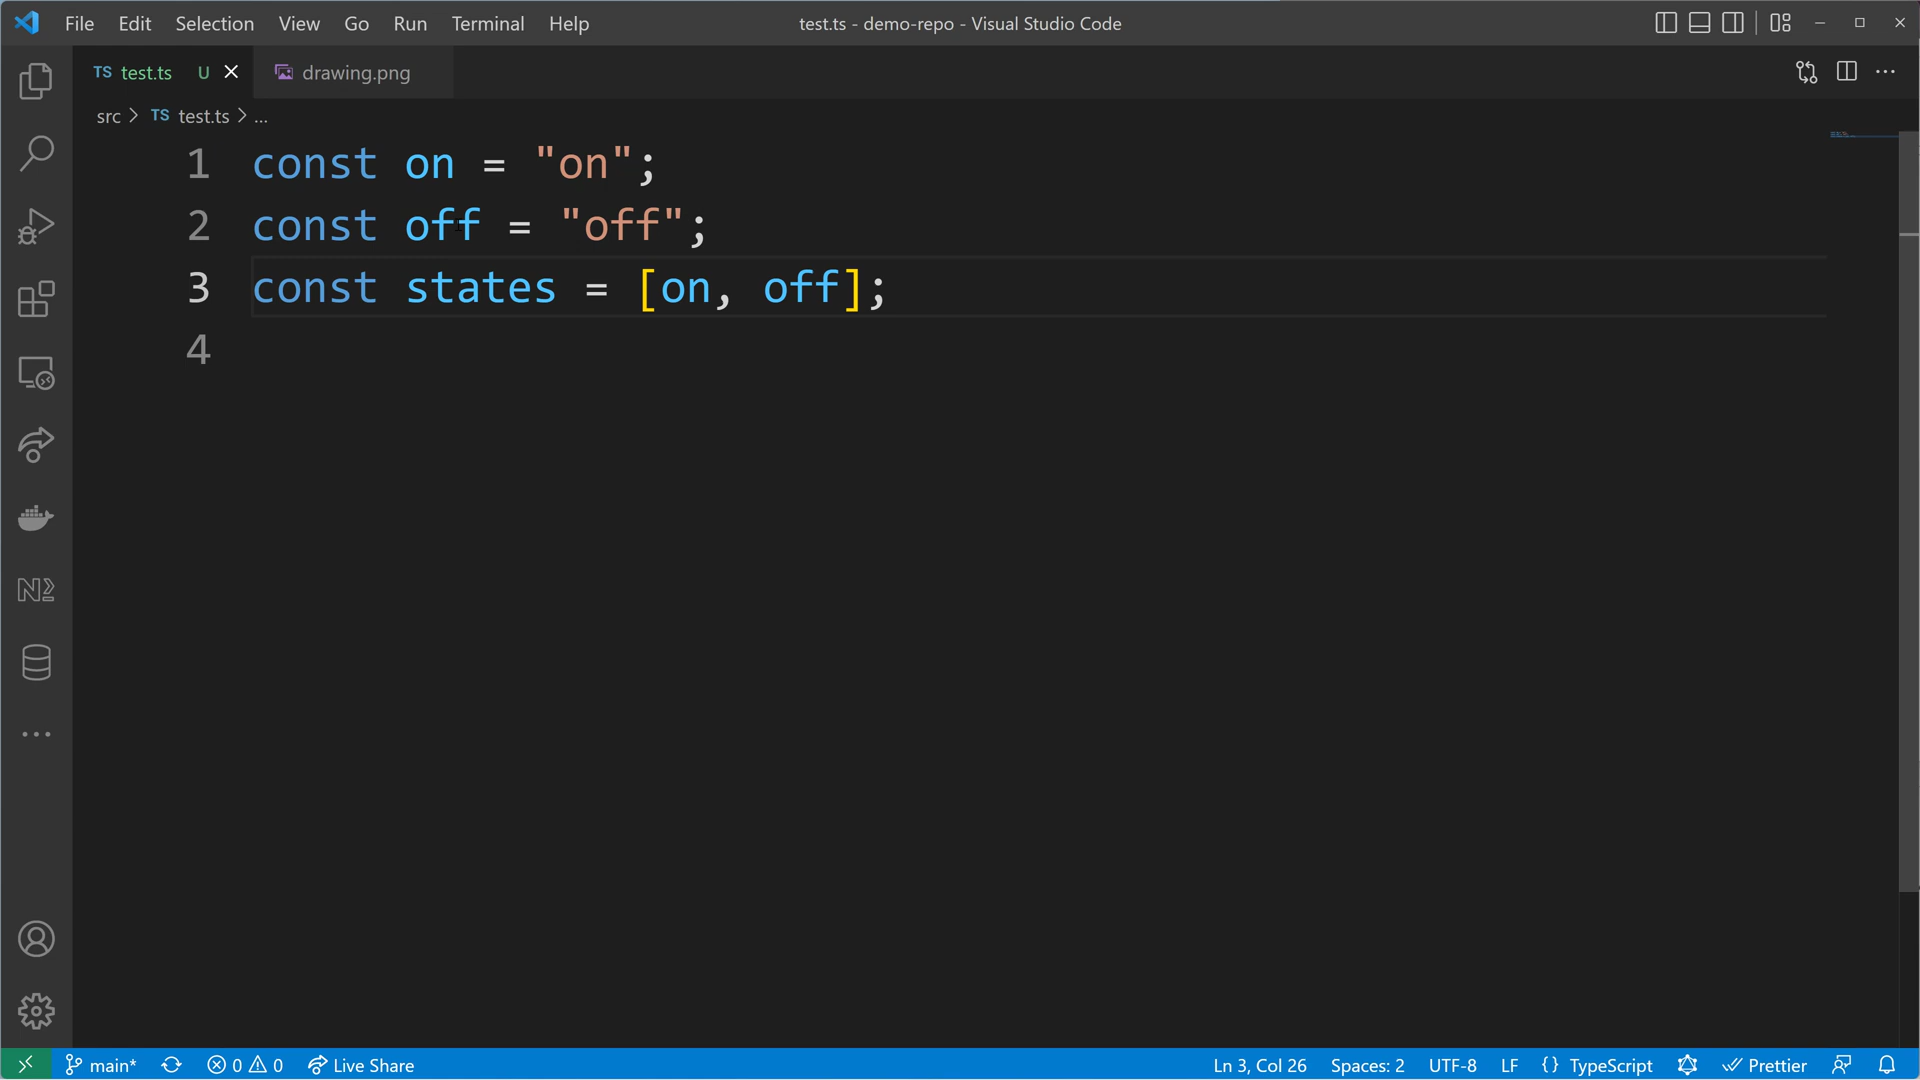 File Edit Selection View Go Run Terminal Help test.ts - demo-repo - Visual Studio Code
TS test.ts U drawing.png
src > TS test.ts > ...
1 const on = "on";
2 const off = "off";
3 const states = [on, off];
4
main* 0 0 Live Share Ln 3, Col 26 Spaces: 2 UTF-8 LF {} TypeScript Prettier